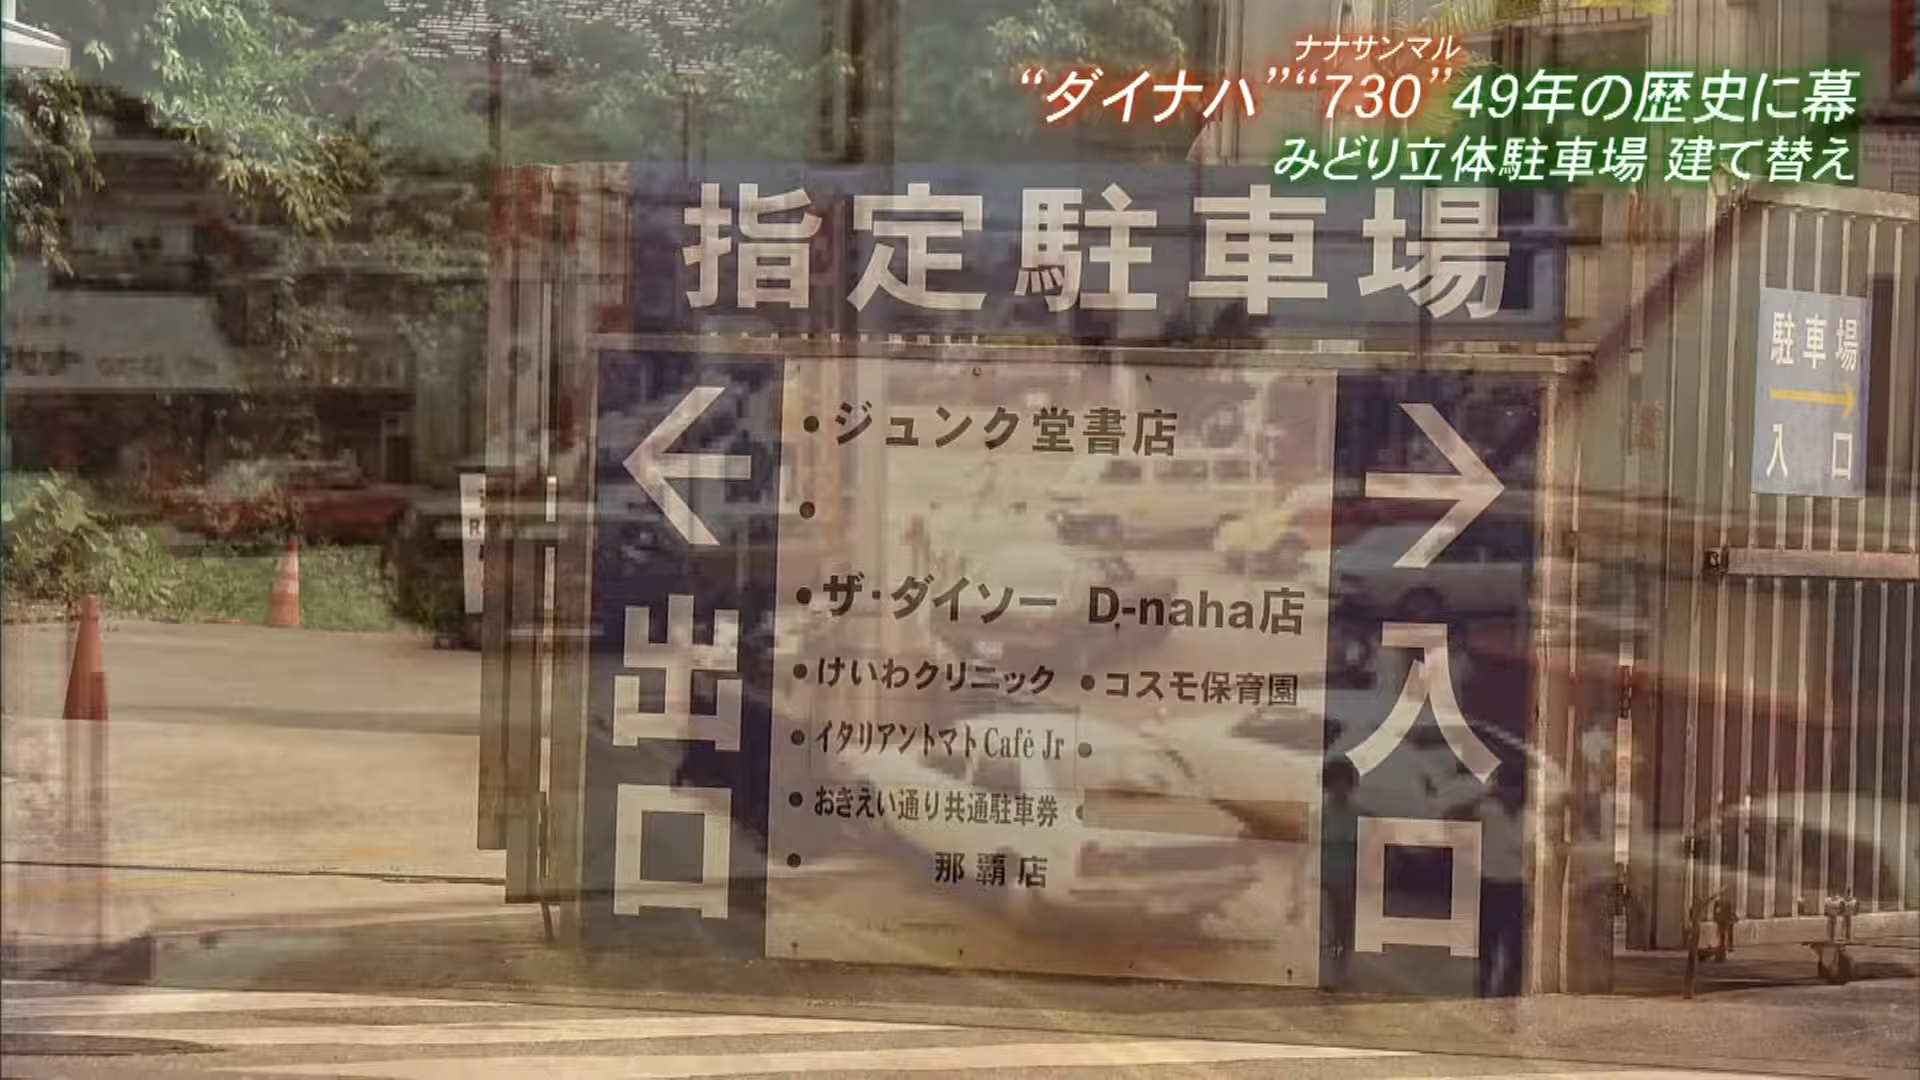 ナナサンマル
“ダイナハ”“730”49年の歴史に幕
みどり立体駐車場 建て替え
指定駐車場
←
出口
•ジュンク堂書店
•
•ザ・ダイソー D-naha店
•けいわクリニック •コスモ保育園
•イタリアントマトCafé Jr •
•おきえい通り共通駐車券 •
• 那覇店
→
入口
駐車場
→
入口